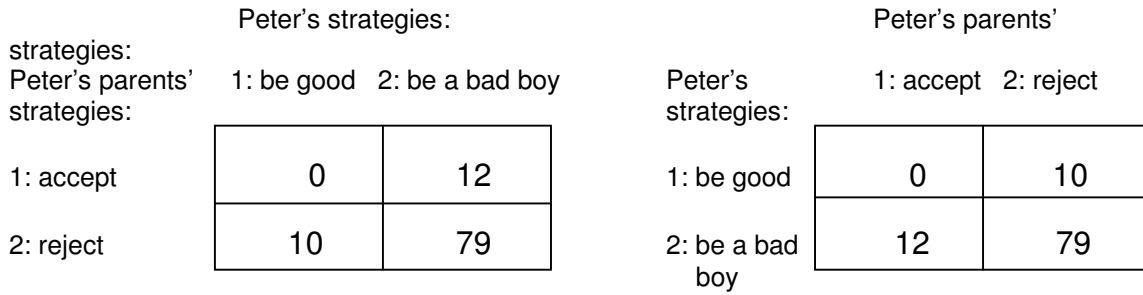 Peter’s strategies: Peter’s parents’
strategies:
Peter’s parents’ 1: be good 2: be a bad boy Peter’s 1: accept 2: reject
strategies: strategies:
1: accept 0 12 1: be good 0 10
2: reject 10 79 2: be a bad 12 79
boy